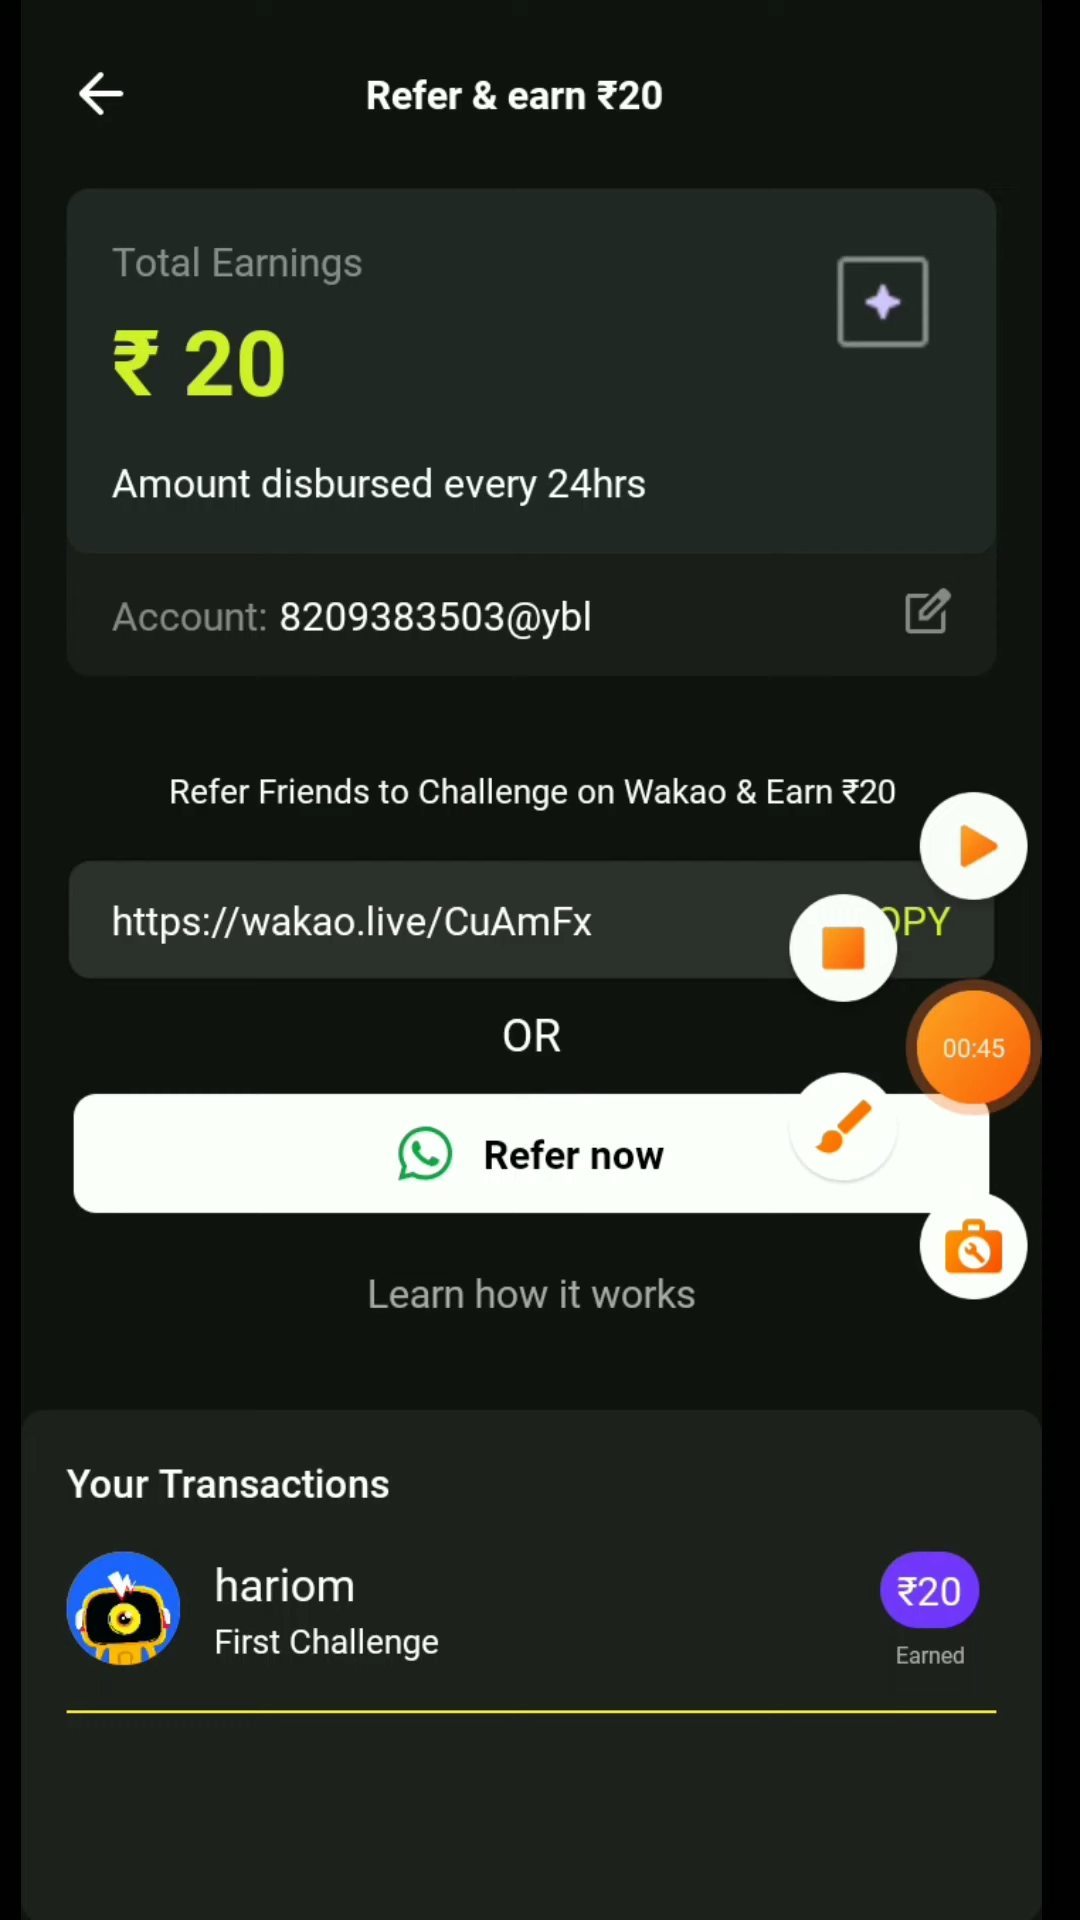 Refer & earn ₹20
Total Earnings
₹ 20
Amount disbursed every 24hrs
Account: 8209383503@ybl
Refer Friends to Challenge on Wakao & Earn ₹20
https://wakao.live/CuAmFx
OPY
OR
00:45
Refer now
Learn how it works
Your Transactions
hariom
₹20
First Challenge
Earned